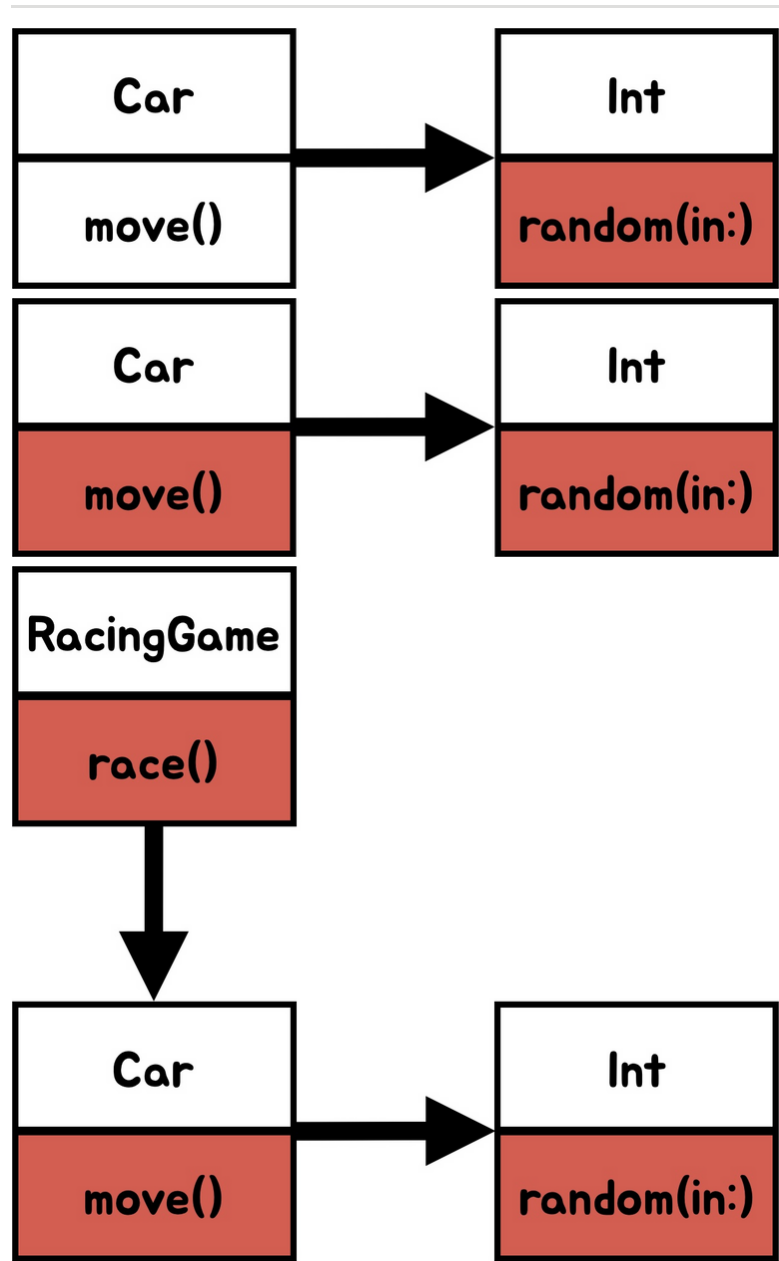 Car
Int
move()
random(in:)
Car
Int
move()
random(in:)
RacingGame
race()
Car
Int
move()
random(in:)